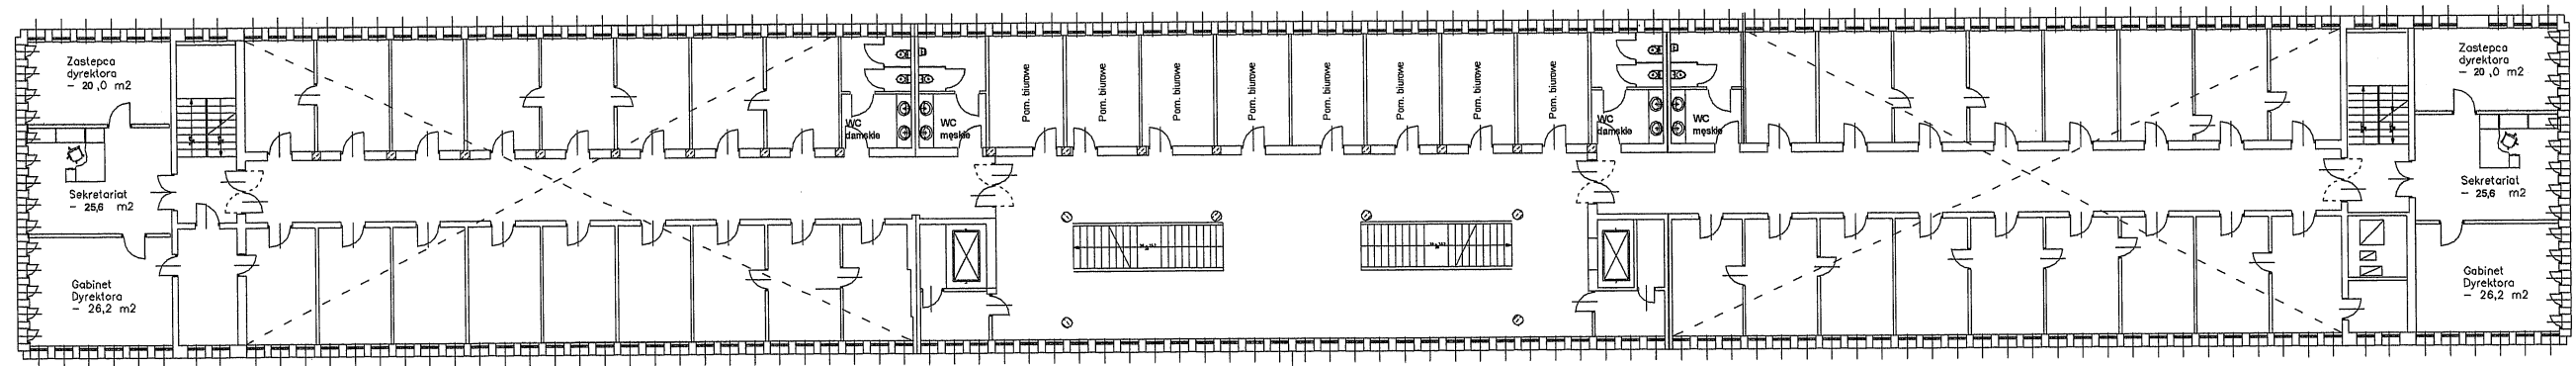 Zastepca
dyrektora
– 20 ,0 m2
Sekretariat
– 25,6 m2
Gabinet
Dyrektora
– 26,2 m2
WC
damskie
WC
męskie
Pom. biurowe
Pom. biurowe
Pom. biurowe
Pom. biurowe
Pom. biurowe
Pom. biurowe
Pom. biurowe
Pom. biurowe
WC
damskie
WC
męskie
Zastepca
dyrektora
– 20 ,0 m2
Sekretariat
– 25,6 m2
Gabinet
Dyrektora
– 26,2 m2